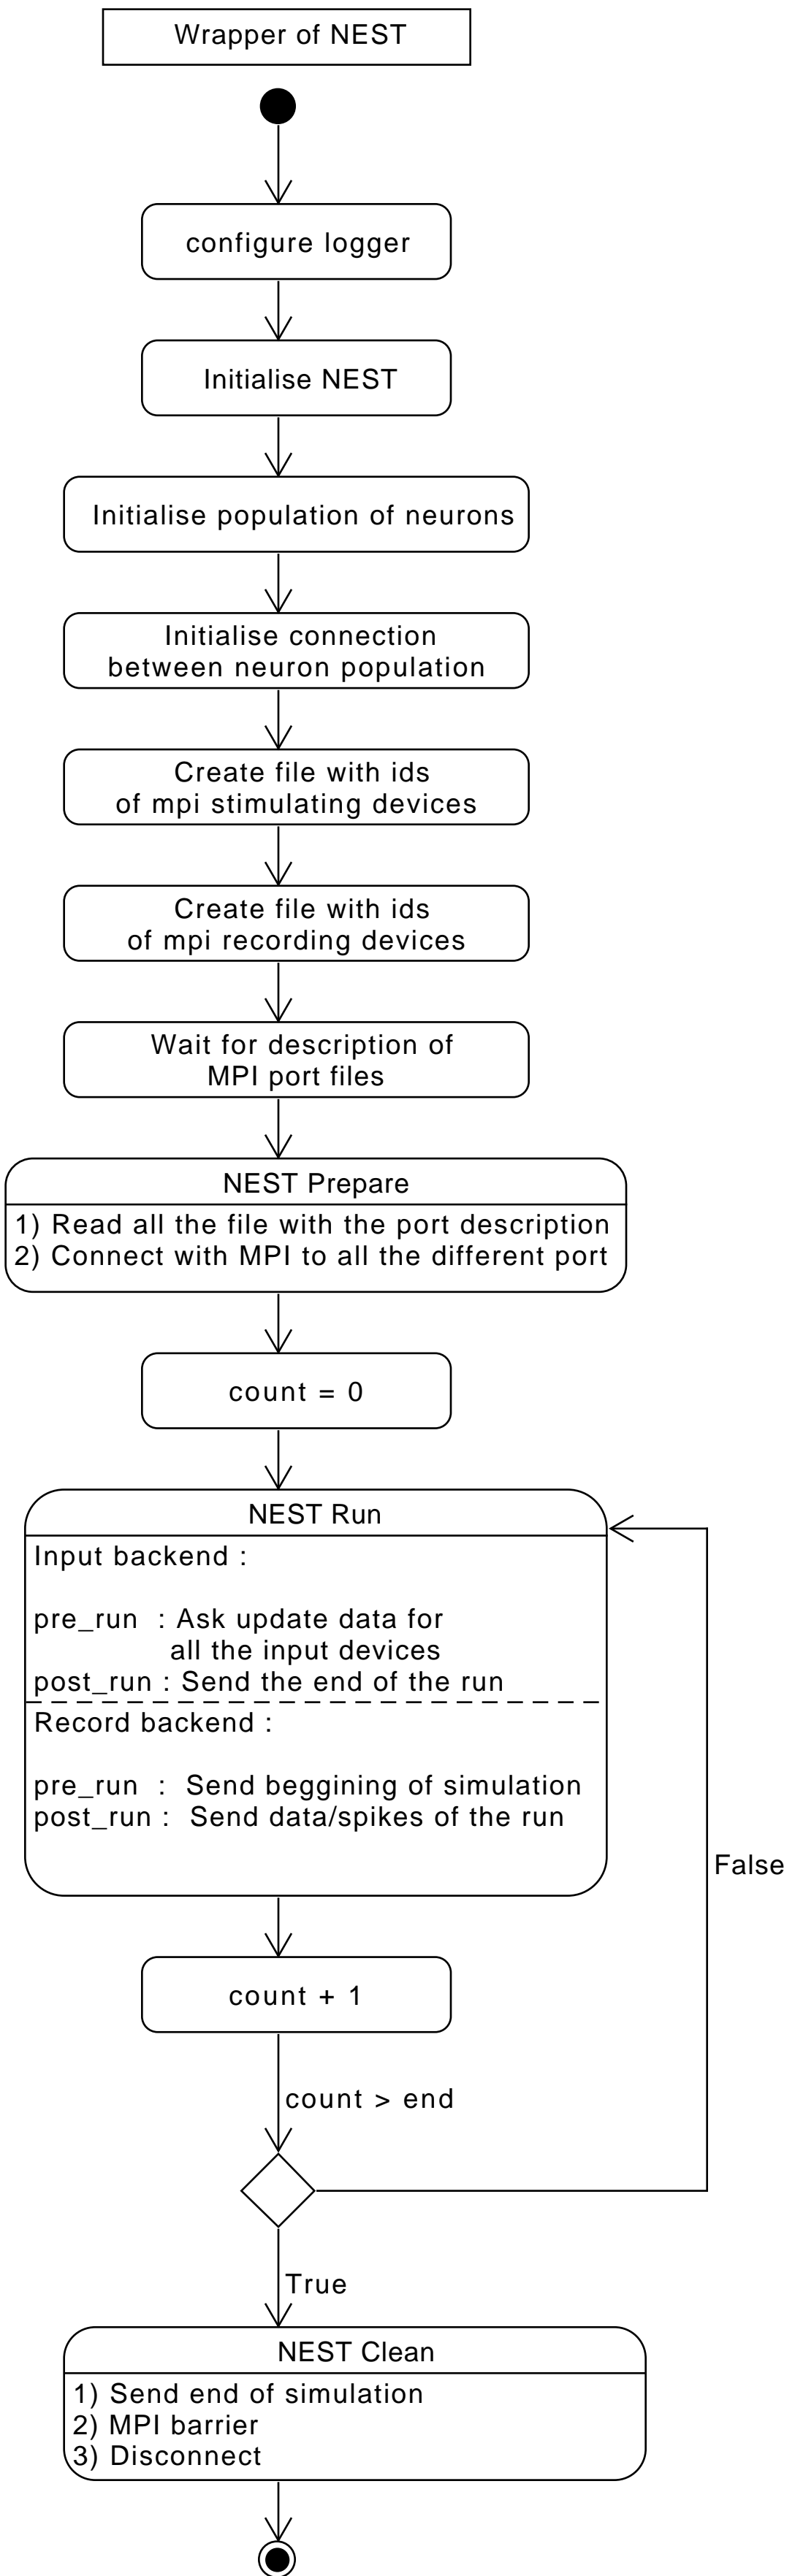 Wrapper of NEST
configure logger
Initialise NEST
Initialise population of neurons
Initialise connection
between neuron population
Create file with ids
of mpi stimulating devices
Create file with ids
of mpi recording devices
Wait for description of
MPI port files
NEST Prepare
1) Read all the file with the port description
2) Connect with MPI to all the different port
count = 0
NEST Run
Input backend :
pre_run : Ask update data for
all the input devices
post_run : Send the end of the run
Record backend :
pre_run : Send beggining of simulation
post_run : Send data/spikes of the run
False
count + 1
count > end
True
NEST Clean
1) Send end of simulation
2) MPI barrier
3) Disconnect